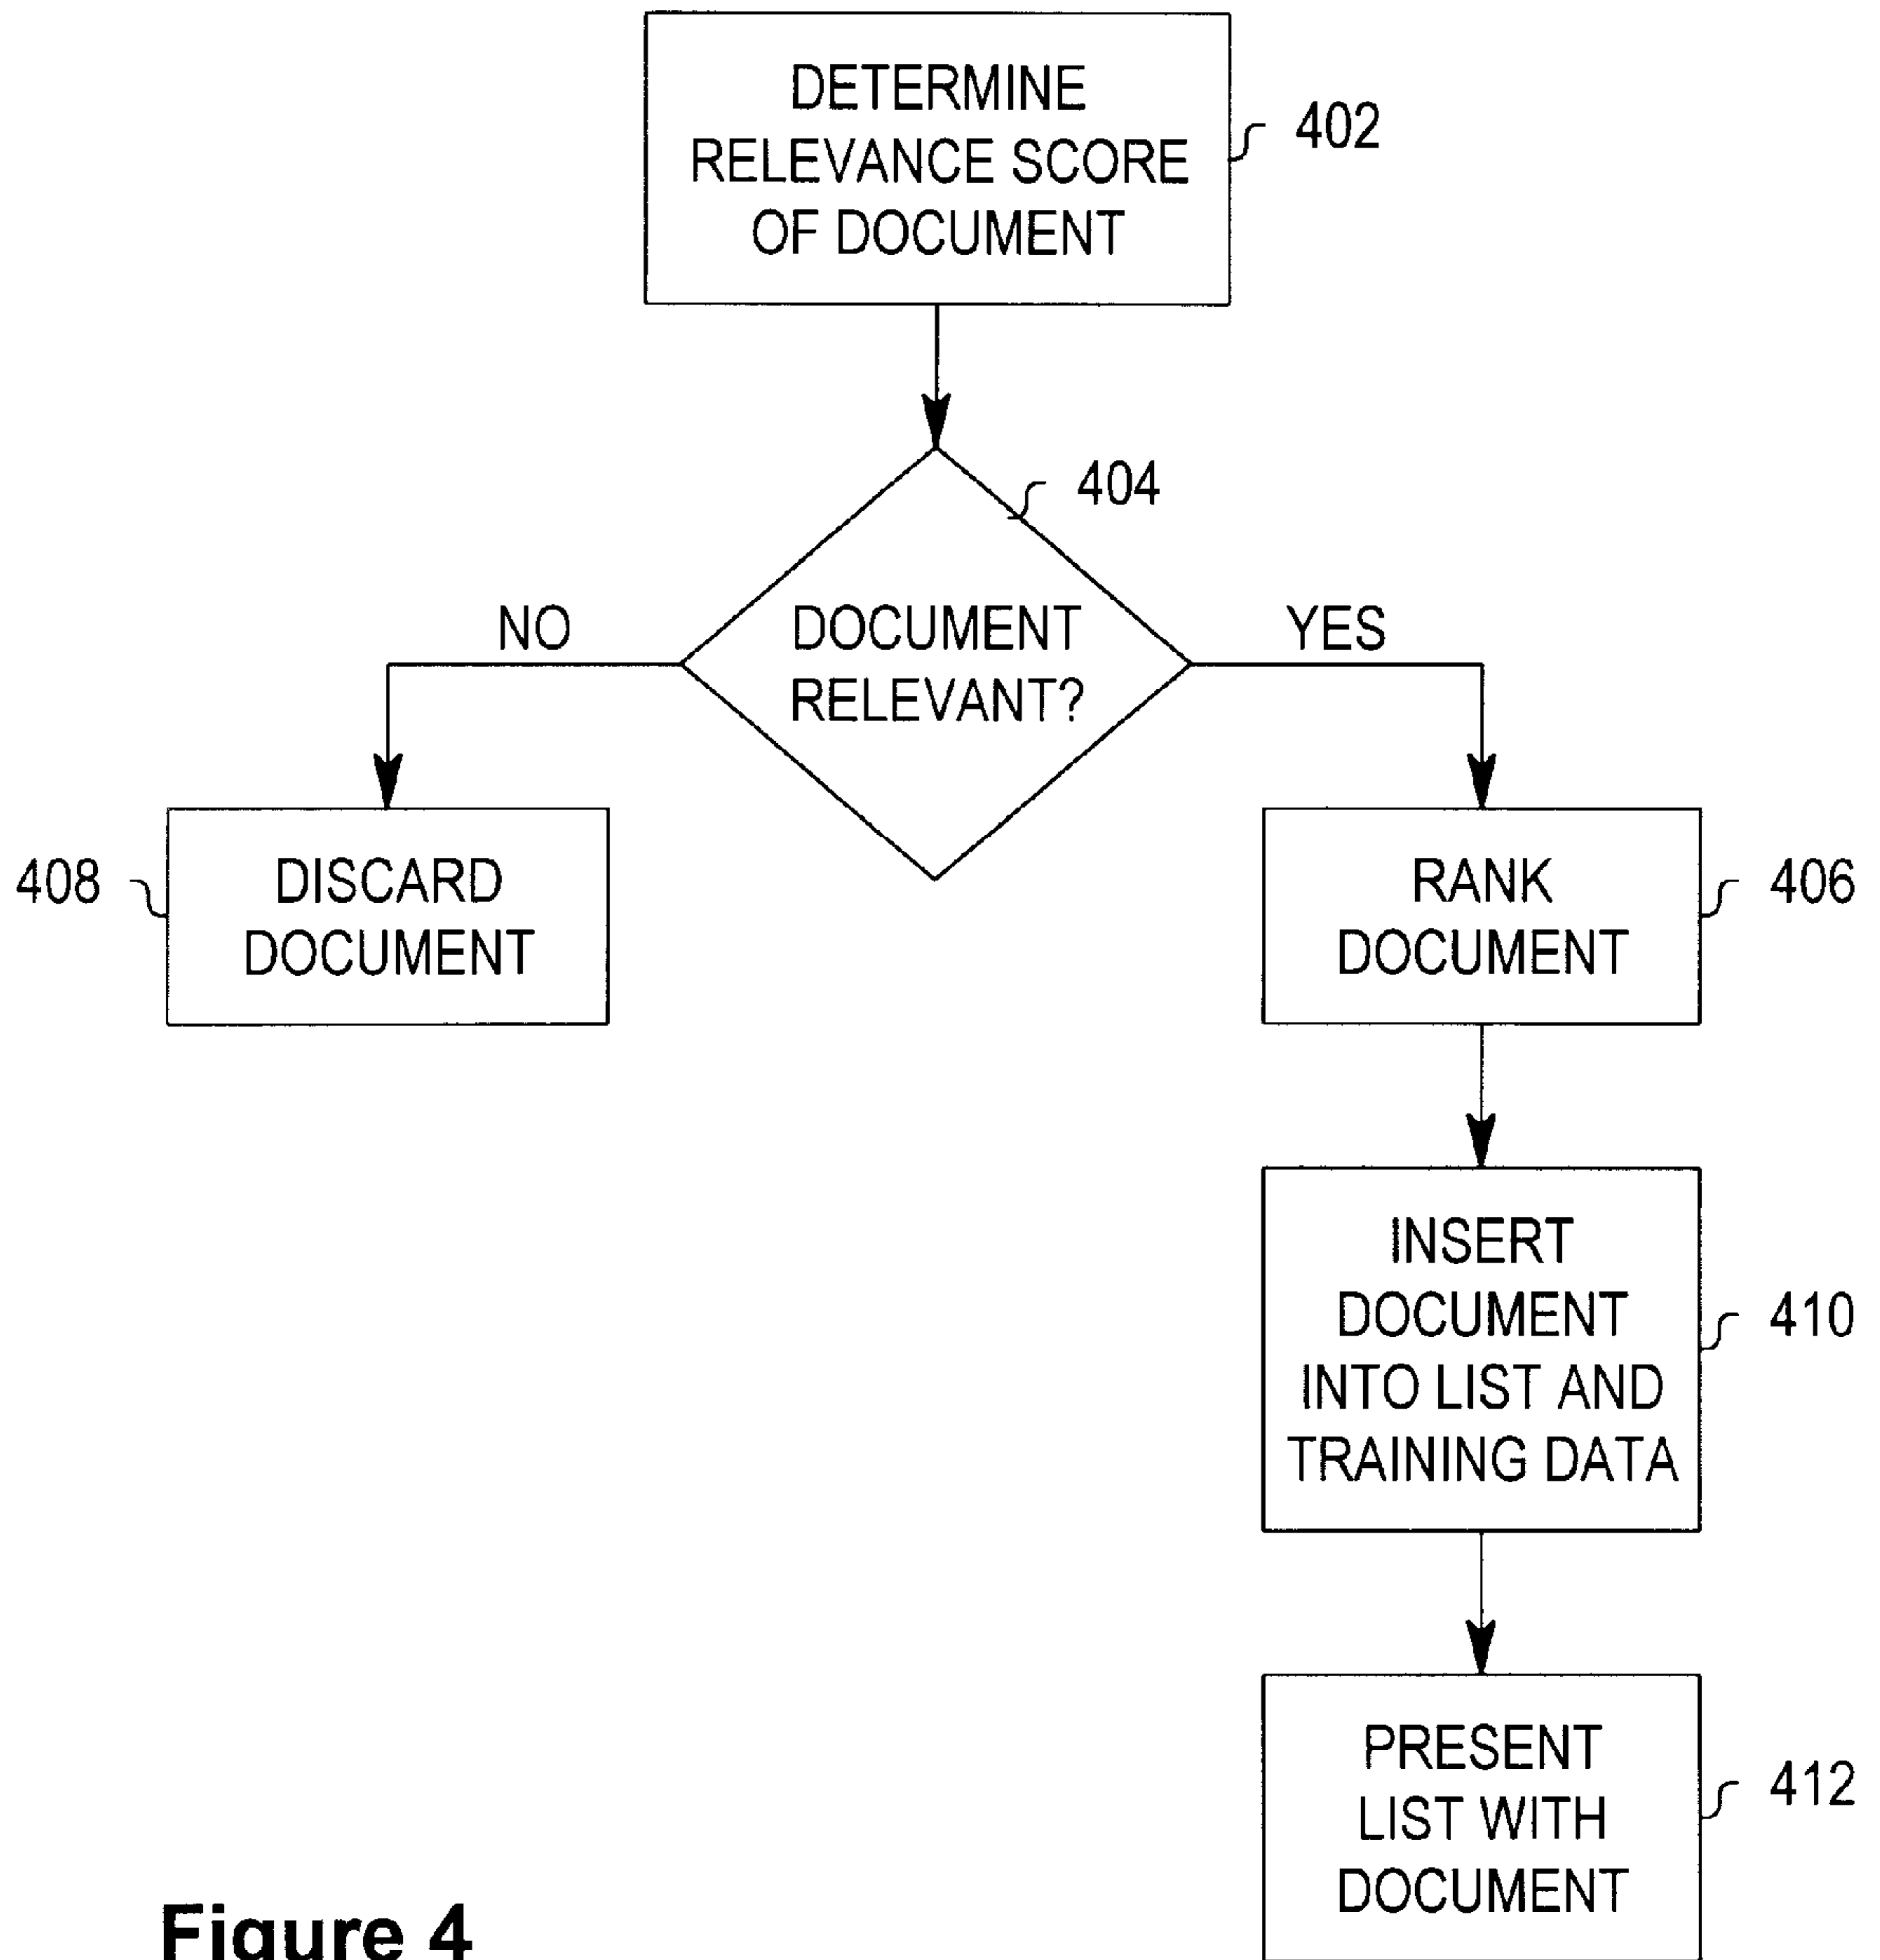 DETERMINE
RELEVANCE SCORE
OF DOCUMENT
402
404
DOCUMENT
RELEVANT?
NO
YES
408
DISCARD
DOCUMENT
RANK
DOCUMENT
406
INSERT
DOCUMENT
INTO LIST AND
TRAINING DATA
410
PRESENT
LIST WITH
DOCUMENT
412
Figure 4